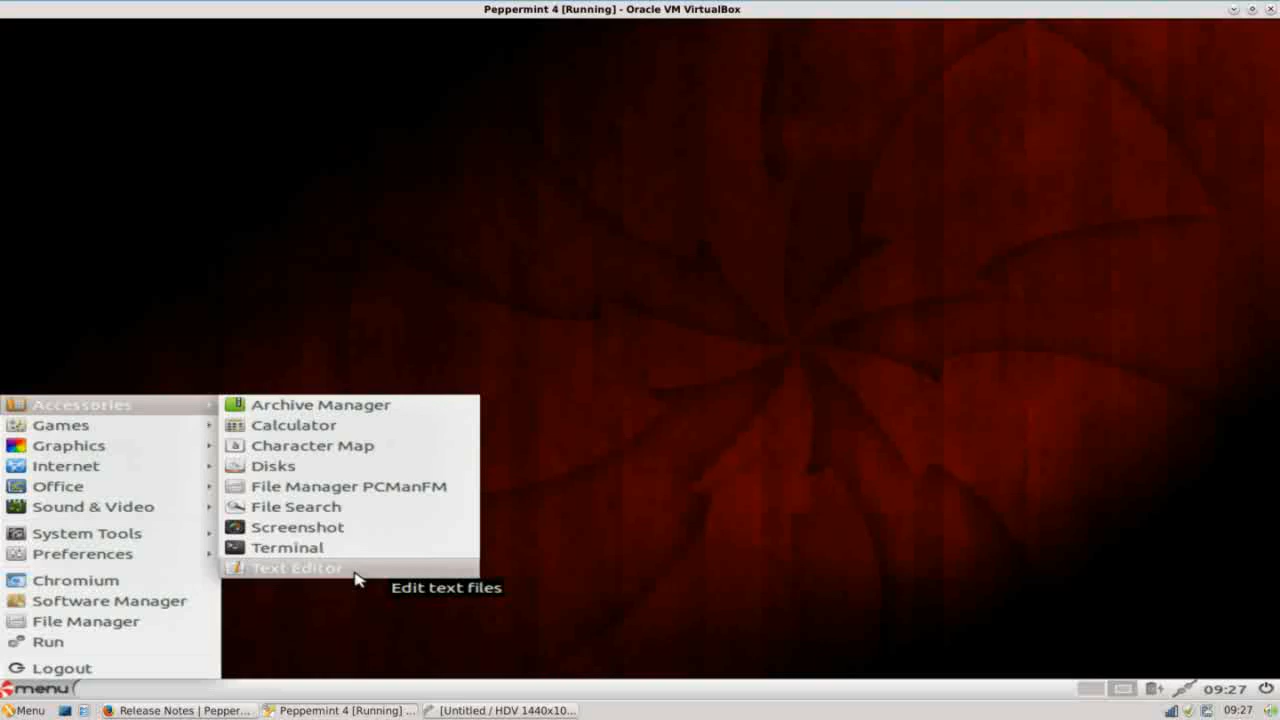 Peppermint 4 [Running] - Oracle VM VirtualBox
Accessories
Games
Graphics
Internet
Office
Sound & Video
System Tools
Preferences
Chromium
Software Manager
File Manager
Run
Logout
Archive Manager
Calculator
Character Map
Disks
File Manager PCManFM
File Search
Screenshot
Terminal
Text Editor
Edit text files
menu
09:27
Menu
Release Notes | Pepper...
Peppermint 4 [Running] ...
[Untitled / HDV 1440x10...
09:27